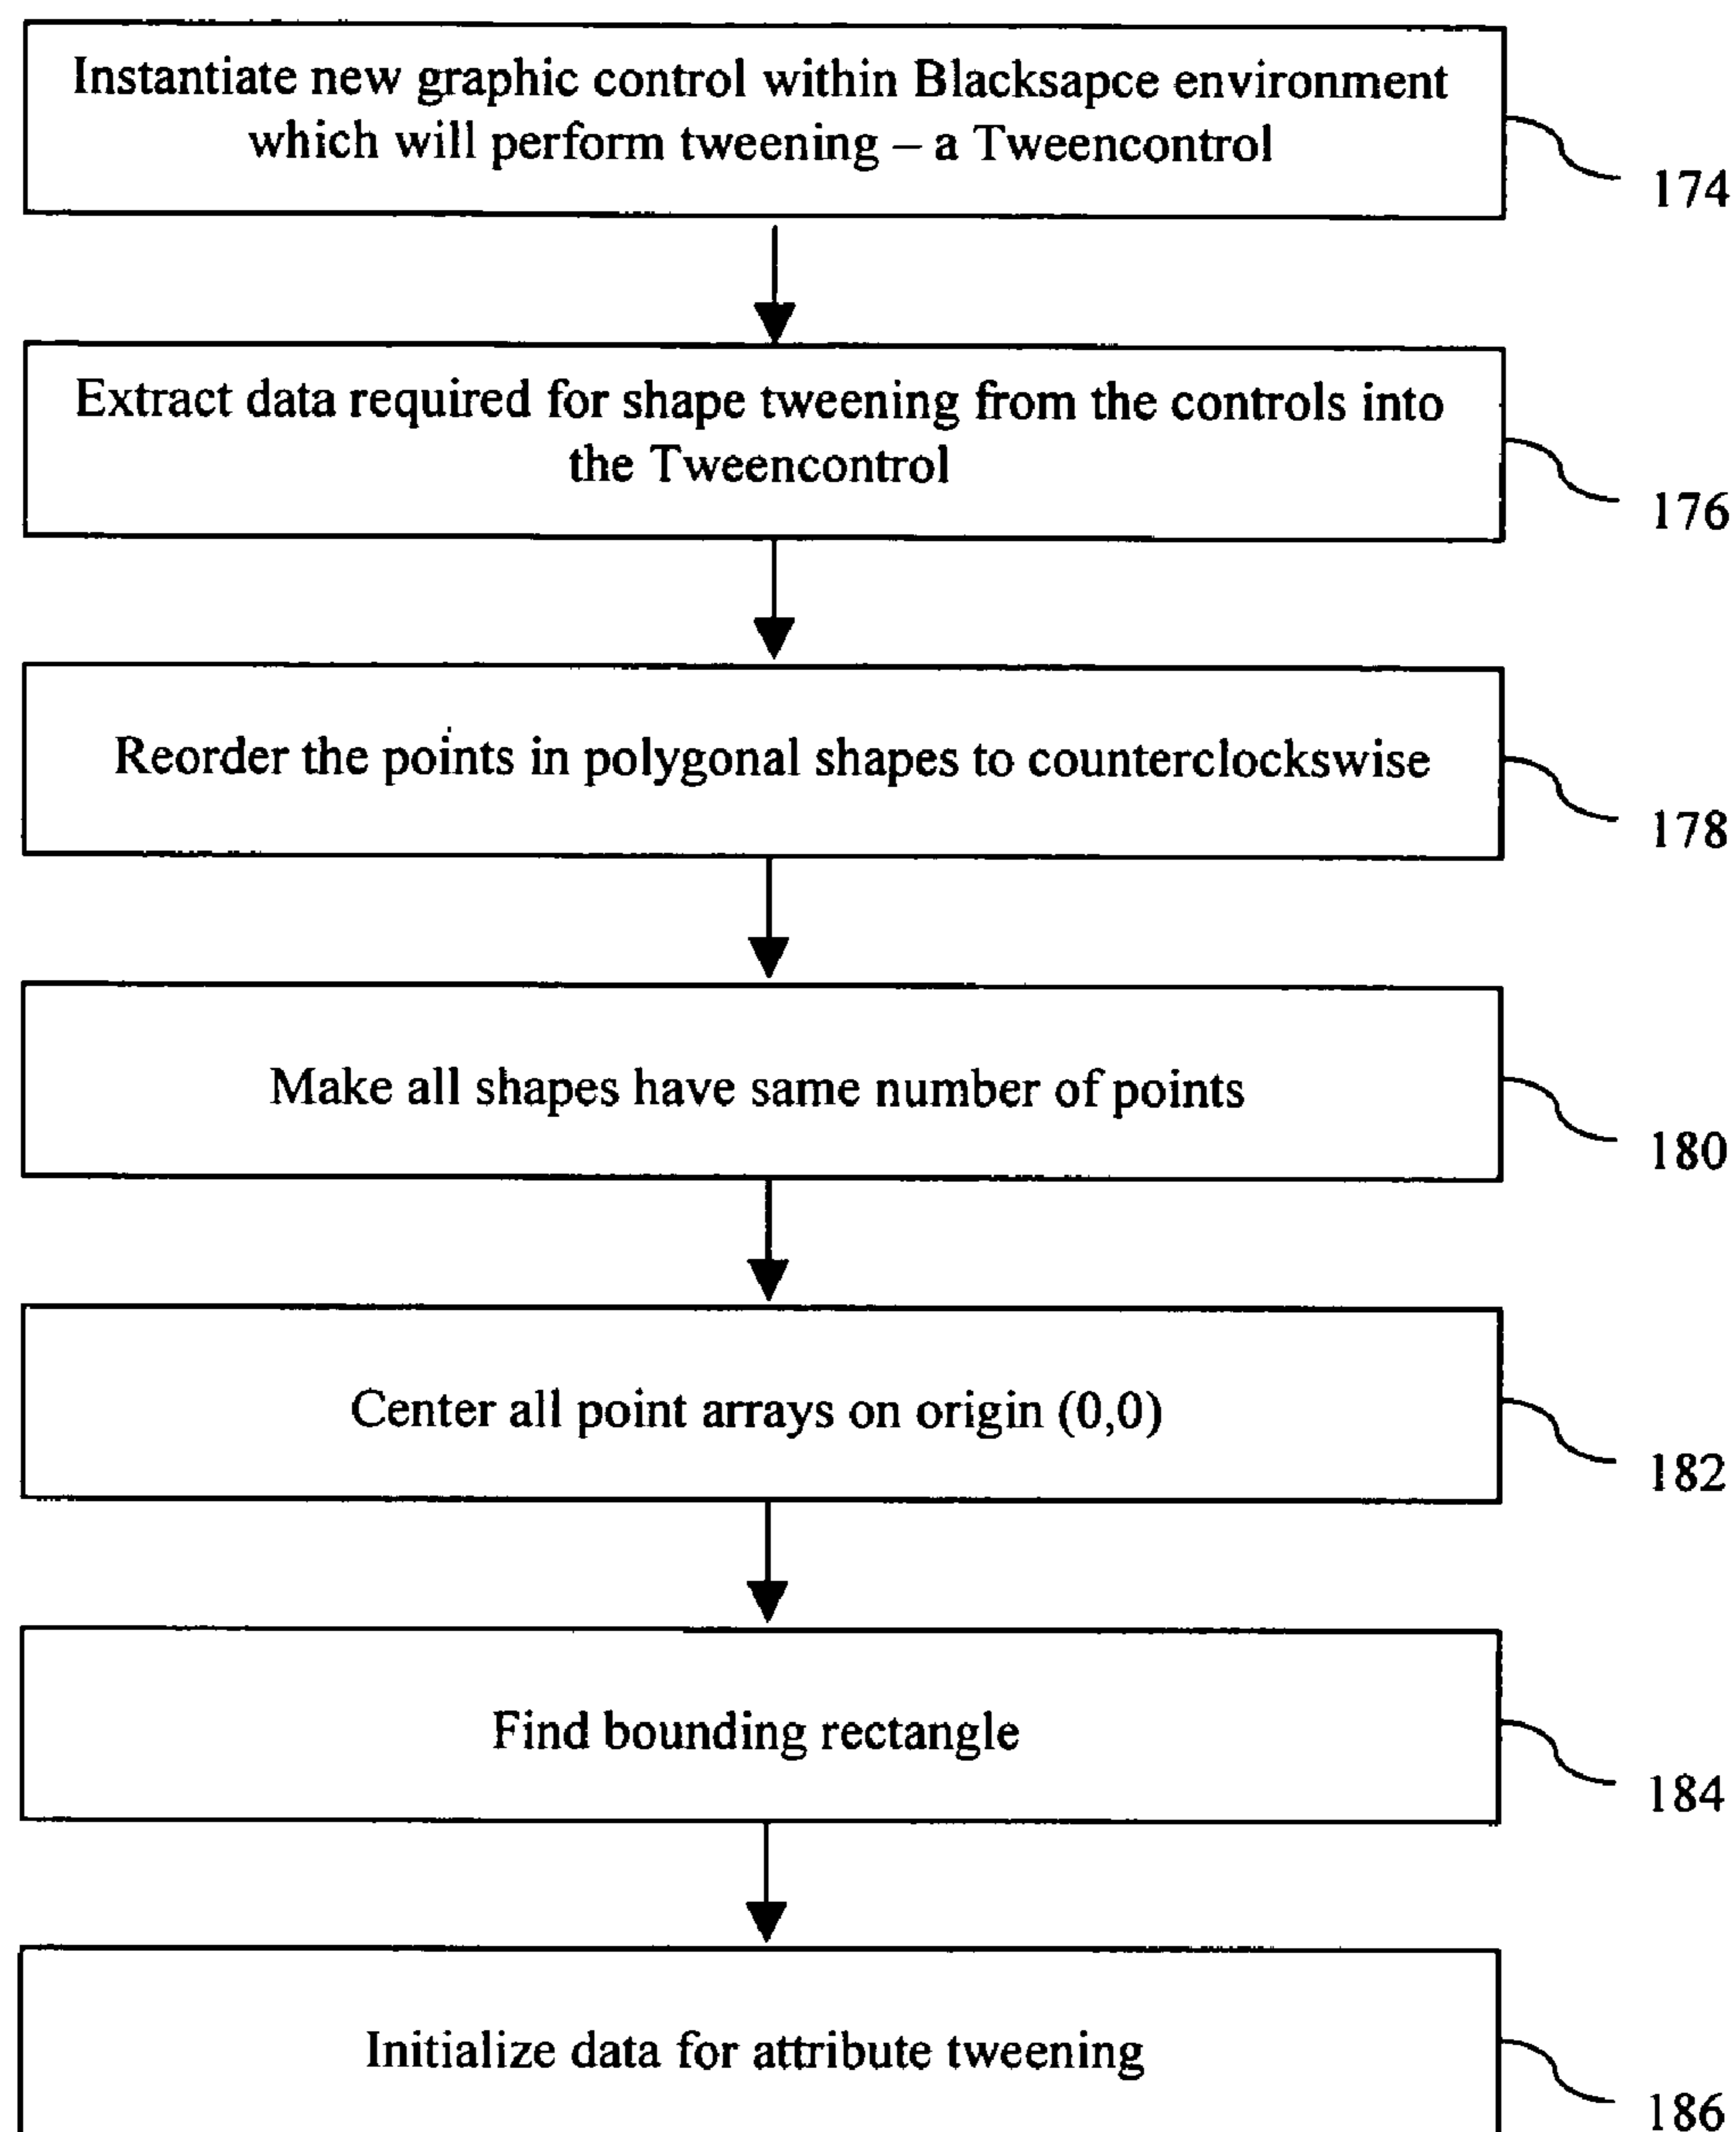 Instantiate new graphic control within Blacksapce environment
which will perform tweening – a Tweencontrol
174
Extract data required for shape tweening from the controls into
the Tweencontrol
176
Reorder the points in polygonal shapes to counterclockswise
178
Make all shapes have same number of points
180
Center all point arrays on origin (0,0)
182
Find bounding rectangle
184
Initialize data for attribute tweening
186